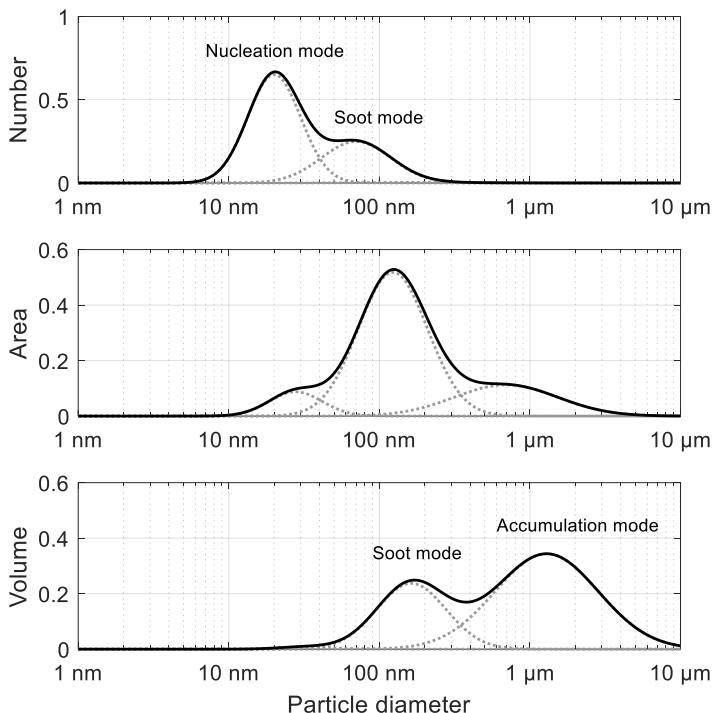 1
Nucleation mode
Number
0.5
Soot mode
0
1 nm 10 nm 100 nm 1 µm 10 µm
0.6
0.4
Area
0.2
0
1 nm 10 nm 100 nm 1 µm 10 µm
0.6
Accumulation mode
0.4
Soot mode
Volume
0.2
0
1 nm 10 nm 100 nm 1 µm 10 µm
Particle diameter